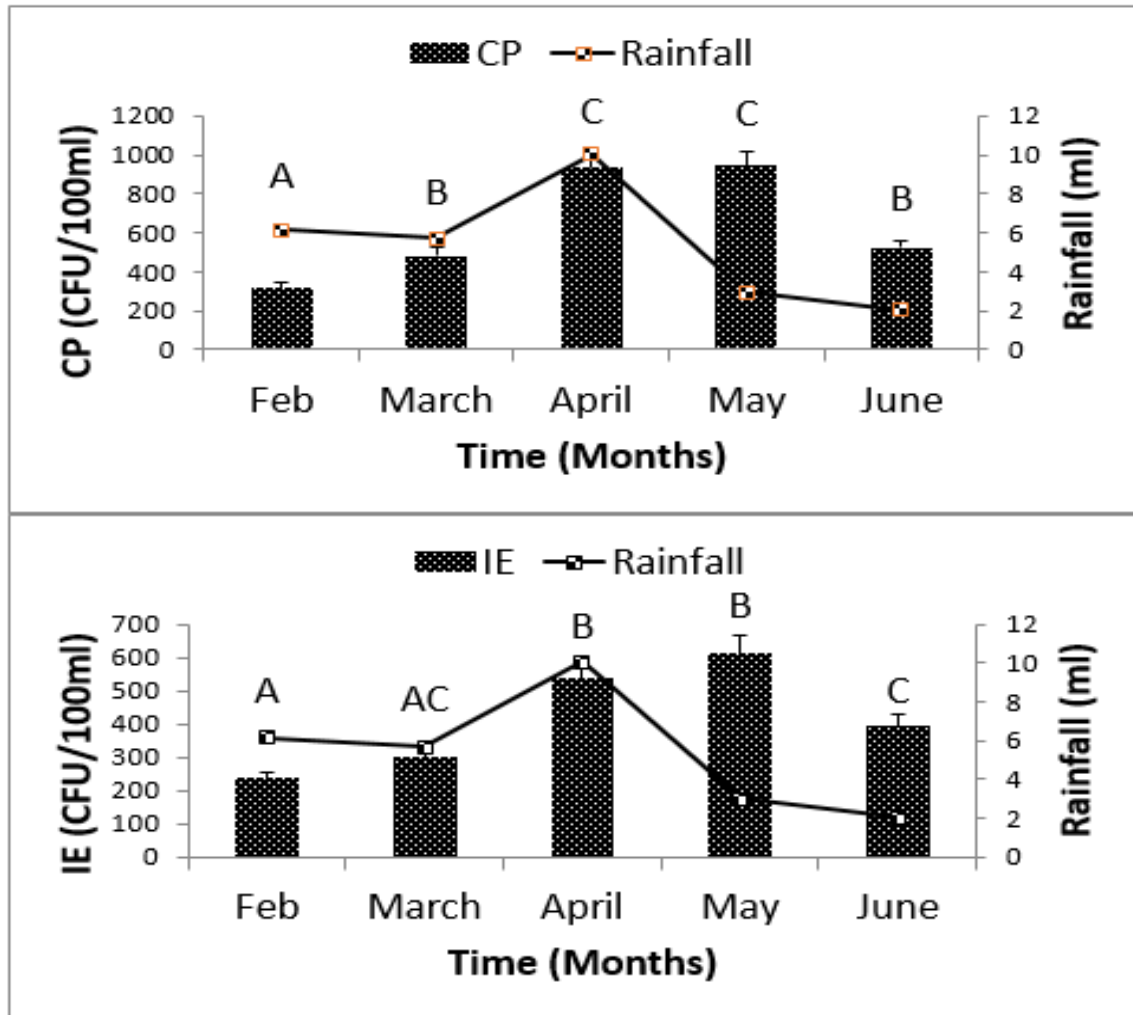 CP Rainfall
CP (CFU/100ml)
1200
1000
800
600
400
200
0
A
B
C
C
B
12
10
8
6
4
2
0
Rainfall (ml)
Feb March April May June
Time (Months)
IE Rainfall
IE (CFU/100ml)
700
600
500
400
300
200
100
0
A
AC
B
B
C
12
10
8
6
4
2
0
Rainfall (ml)
Feb March April May June
Time (Months)